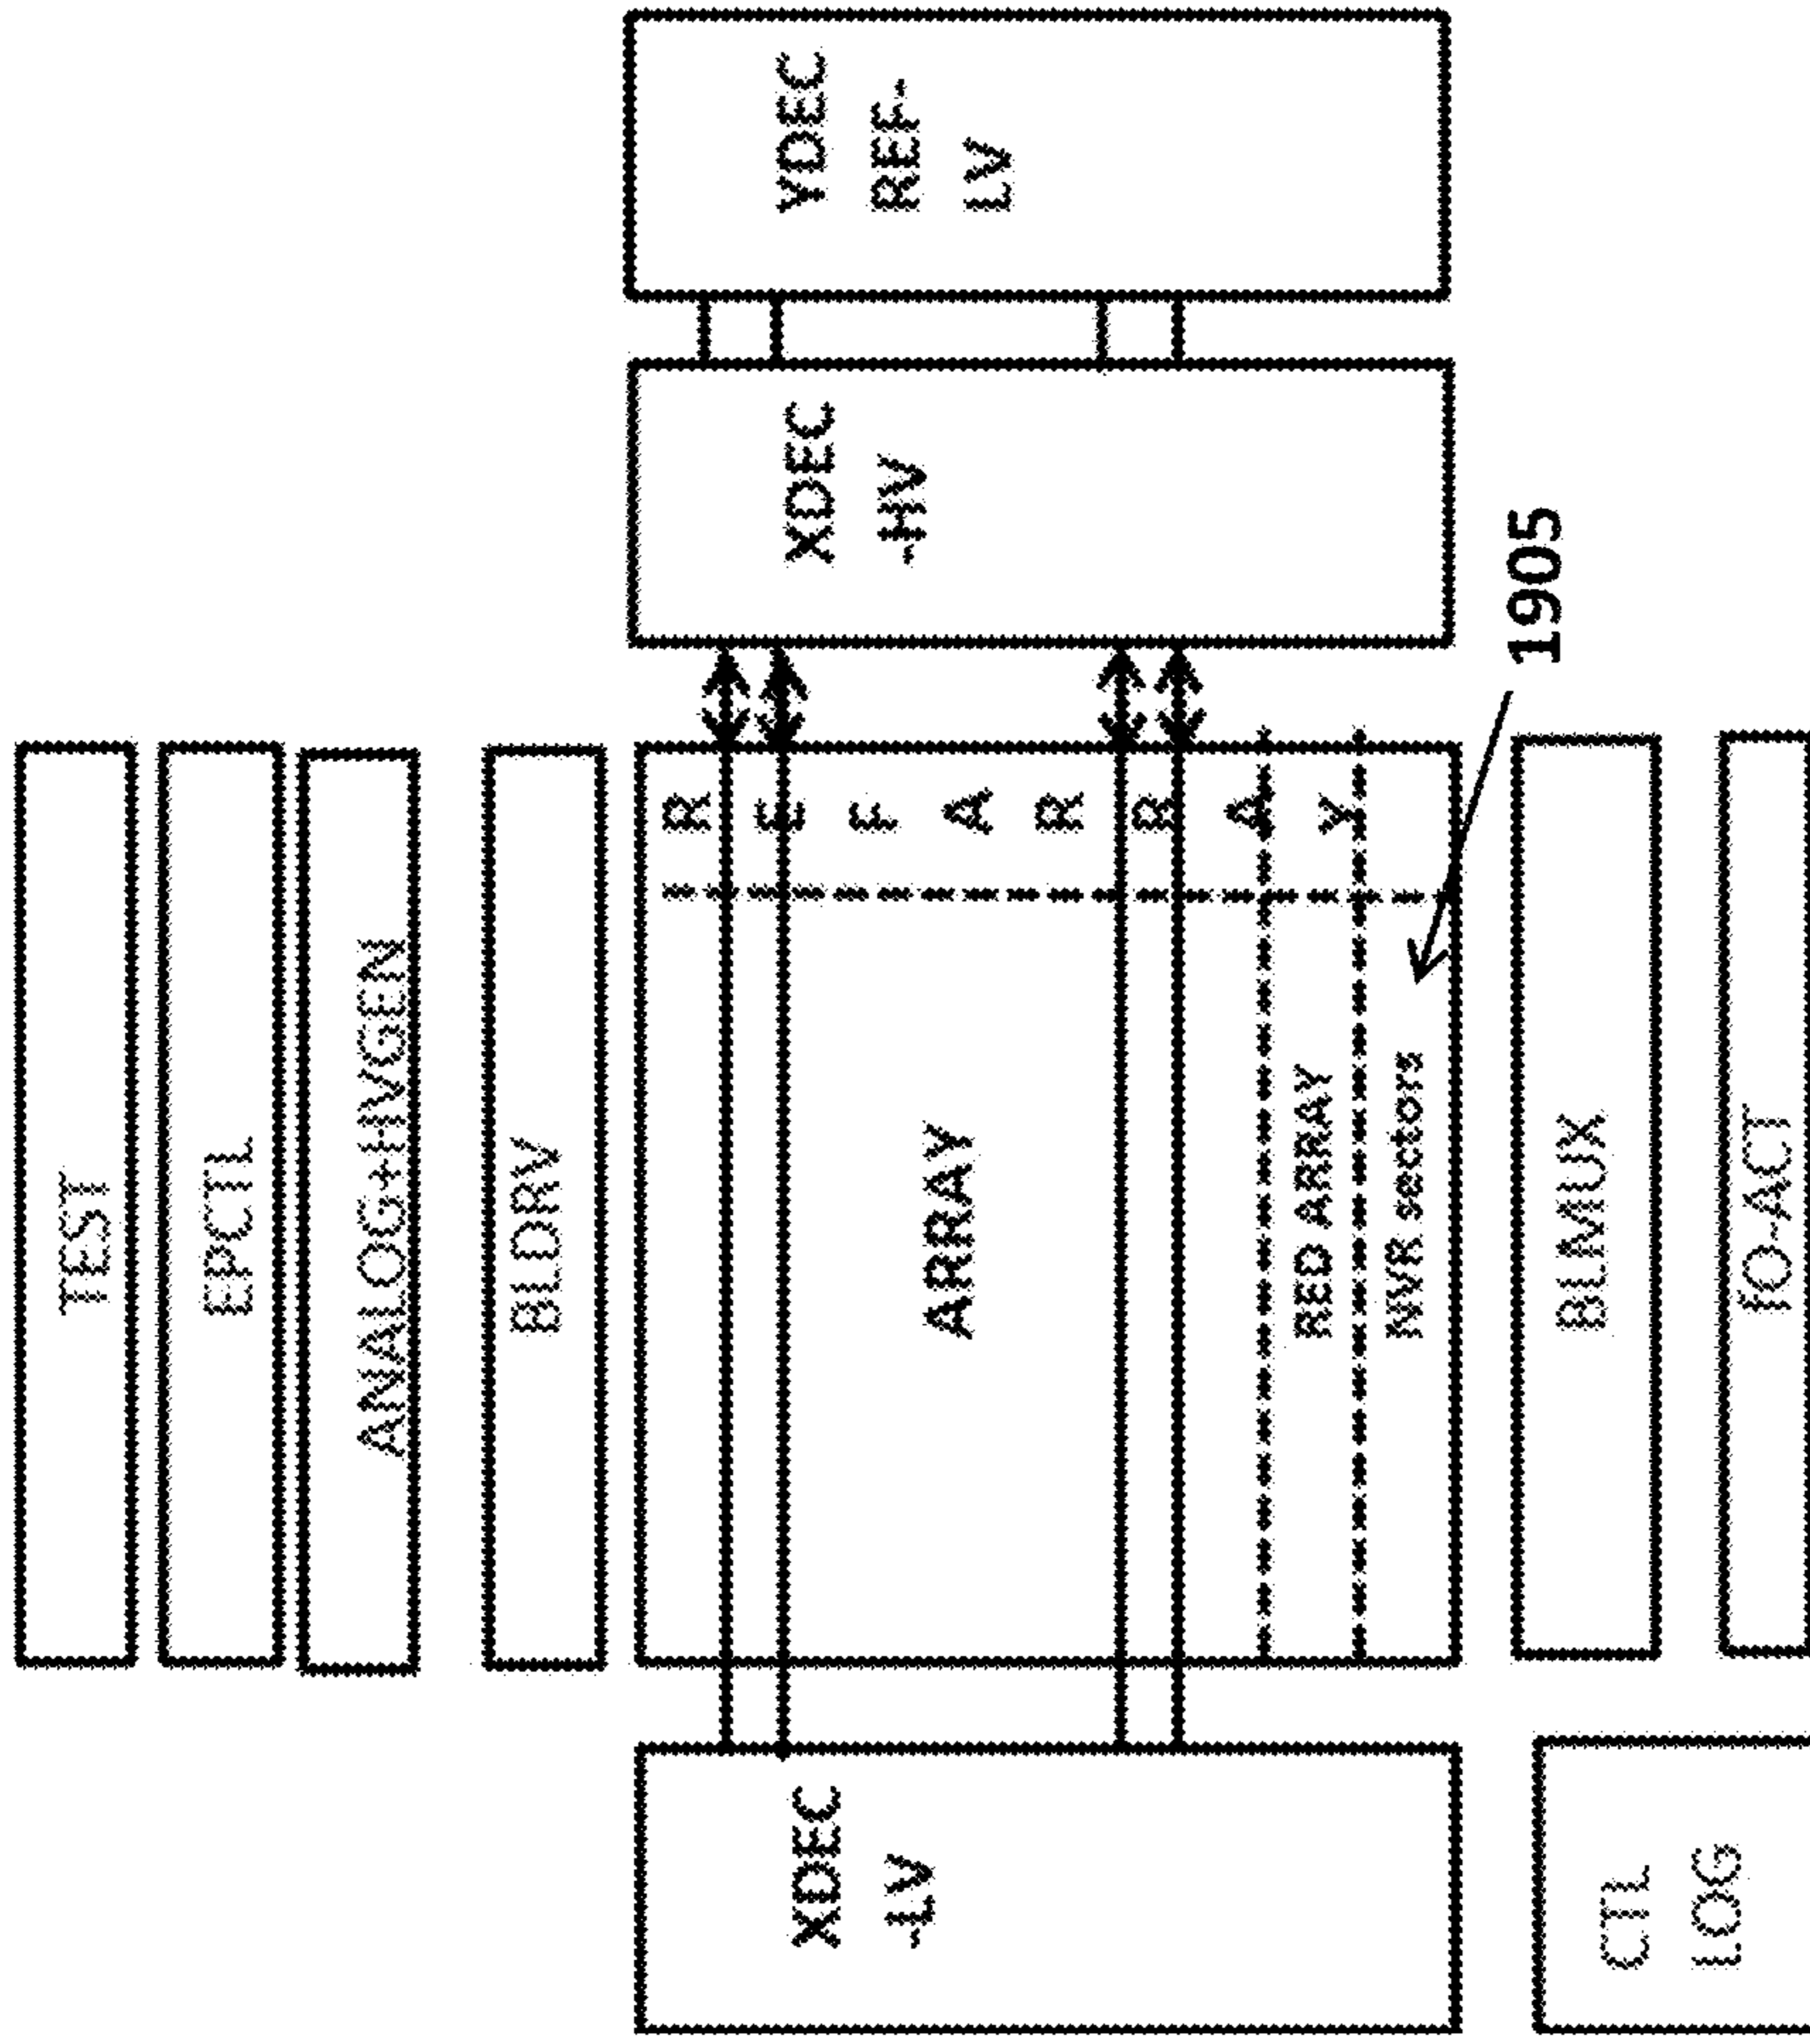 TEST
EPCTL
ANALOG+HVGEN
BLDRV
XDEC
-LV
ARRAY
RED ARRAY
NVR sectors
R E F A R R A Y
XDEC
-HV
YDEC
REF-
LV
1905
CTL
LOG
BLMUX
IO-ACT